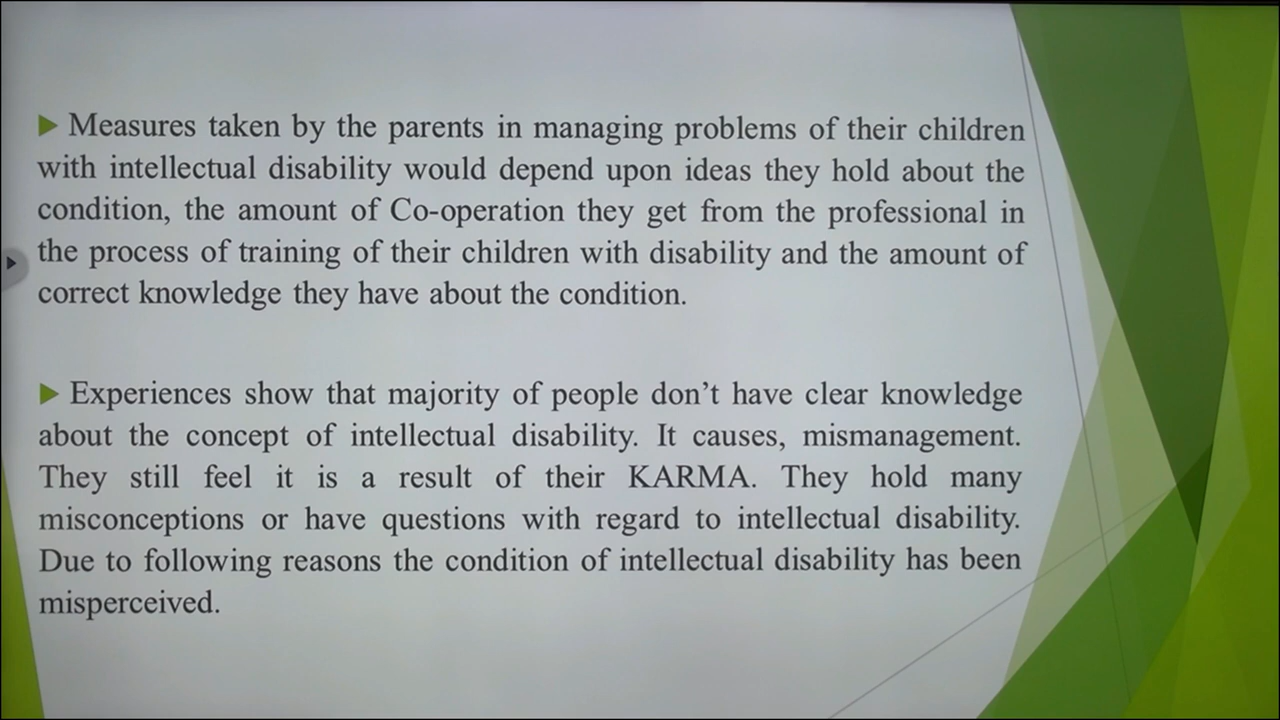 Measures taken by the parents in managing problems of their children
with intellectual disability would depend upon ideas they hold about the
condition, the amount of Co-operation they get from the professional in
the process of training of their children with disability and the amount of
correct knowledge they have about the condition.
Experiences show that majority of people don’t have clear knowledge
about the concept of intellectual disability. It causes, mismanagement.
They still feel it is a result of their KARMA. They hold many
misconceptions or have questions with regard to intellectual disability.
Due to following reasons the condition of intellectual disability has been
misperceived.